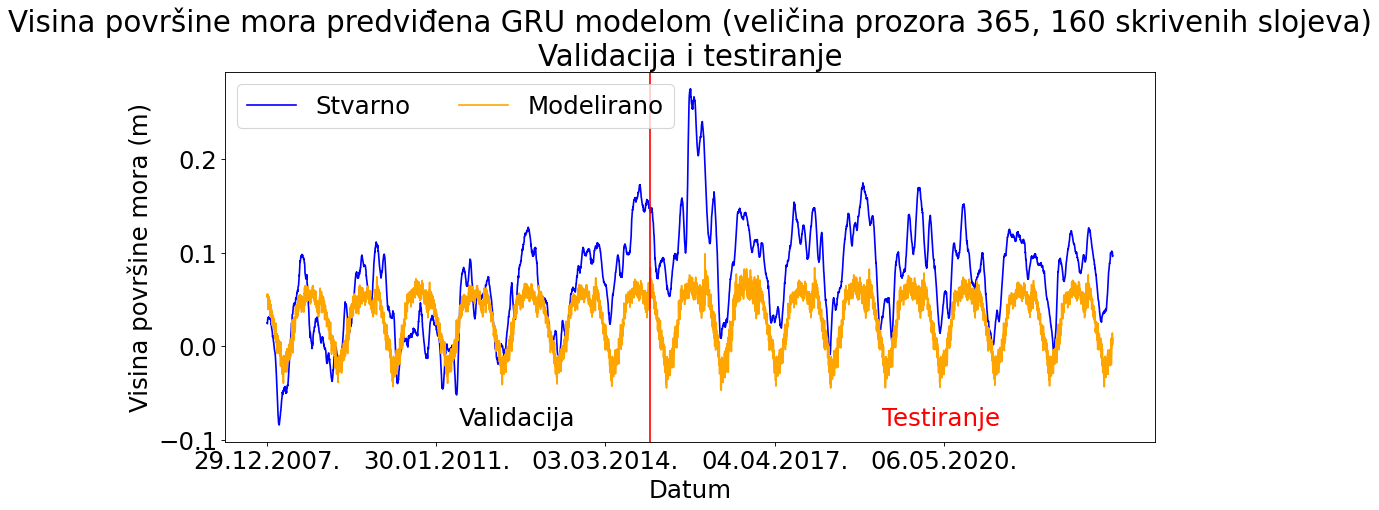 Visina površine mora predviđena GRU modelom (veličina prozora 365, 160 skrivenih slojeva)
Validacija i testiranje
Stvarno
Modelirano
Visina površine mora (m)
0.2
0.1
0.0
−0.1
Validacija
Testiranje
29.12.2007.
30.01.2011.
03.03.2014.
04.04.2017.
06.05.2020.
Datum